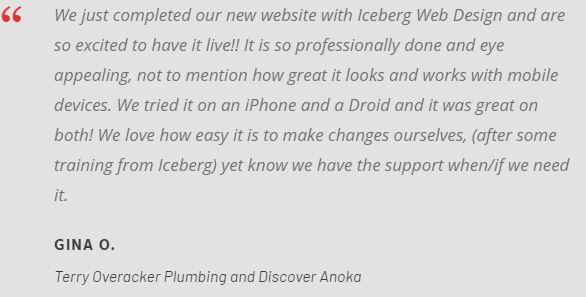 “
We just completed our new website with Iceberg Web Design and are
so excited to have it live!! It is so professionally done and eye
appealing, not to mention how great it looks and works with mobile
devices. We tried it on an iPhone and a Droid and it was great on
both! We love how easy it is to make changes ourselves, (after some
training from Iceberg) yet know we have the support when/if we need
it.
GINA O.
Terry Overacker Plumbing and Discover Anoka